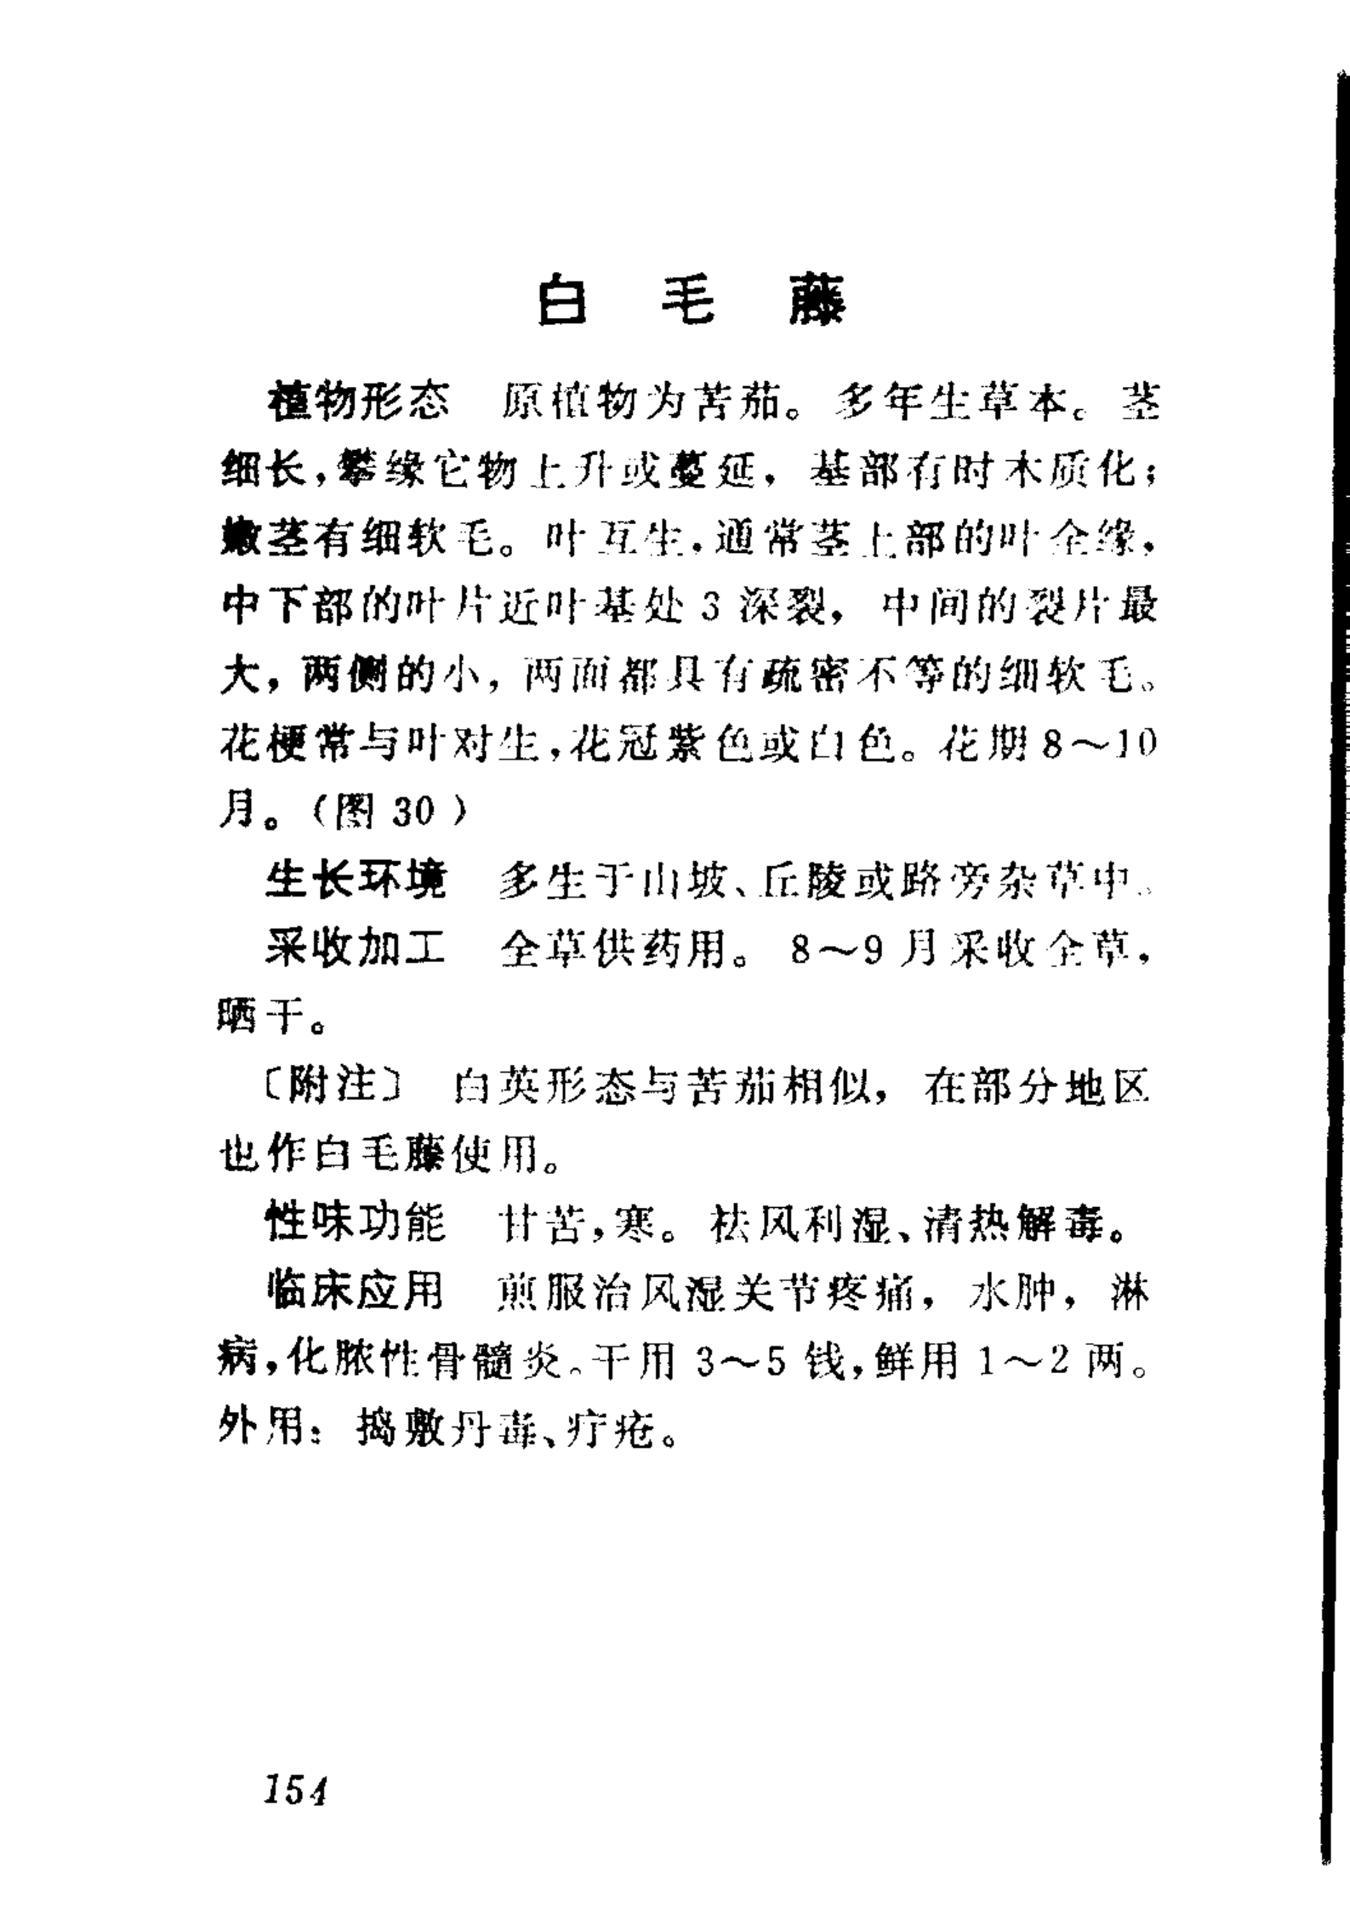 白毛藤
植物形态 原植物为苦茄。多年生草本。茎
细长，攀缘它物上升或蔓延，基部有时木质化；
嫩茎有细软毛。叶互生，通常茎上部的叶全缘，
中下部的叶片近叶基处3深裂，中间的裂片最
大，两侧的小，两面都具有疏密不等的细软毛。
花梗常与叶对生，花冠紫色或白色。花期8～10
月。（图30）
生长环境 多生于山坡、丘陵或路旁杂草中。
采收加工 全草供药用。8～9月采收全草，
晒干。
〔附注〕 白英形态与苦茄相似，在部分地区
也作白毛藤使用。
性味功能 甘苦，寒。祛风利湿、清热解毒。
临床应用 煎服治风湿关节疼痛，水肿，淋
病，化脓性骨髓炎。干用3～5钱，鲜用1～2两。
外用：捣敷丹毒、疔疮。
154